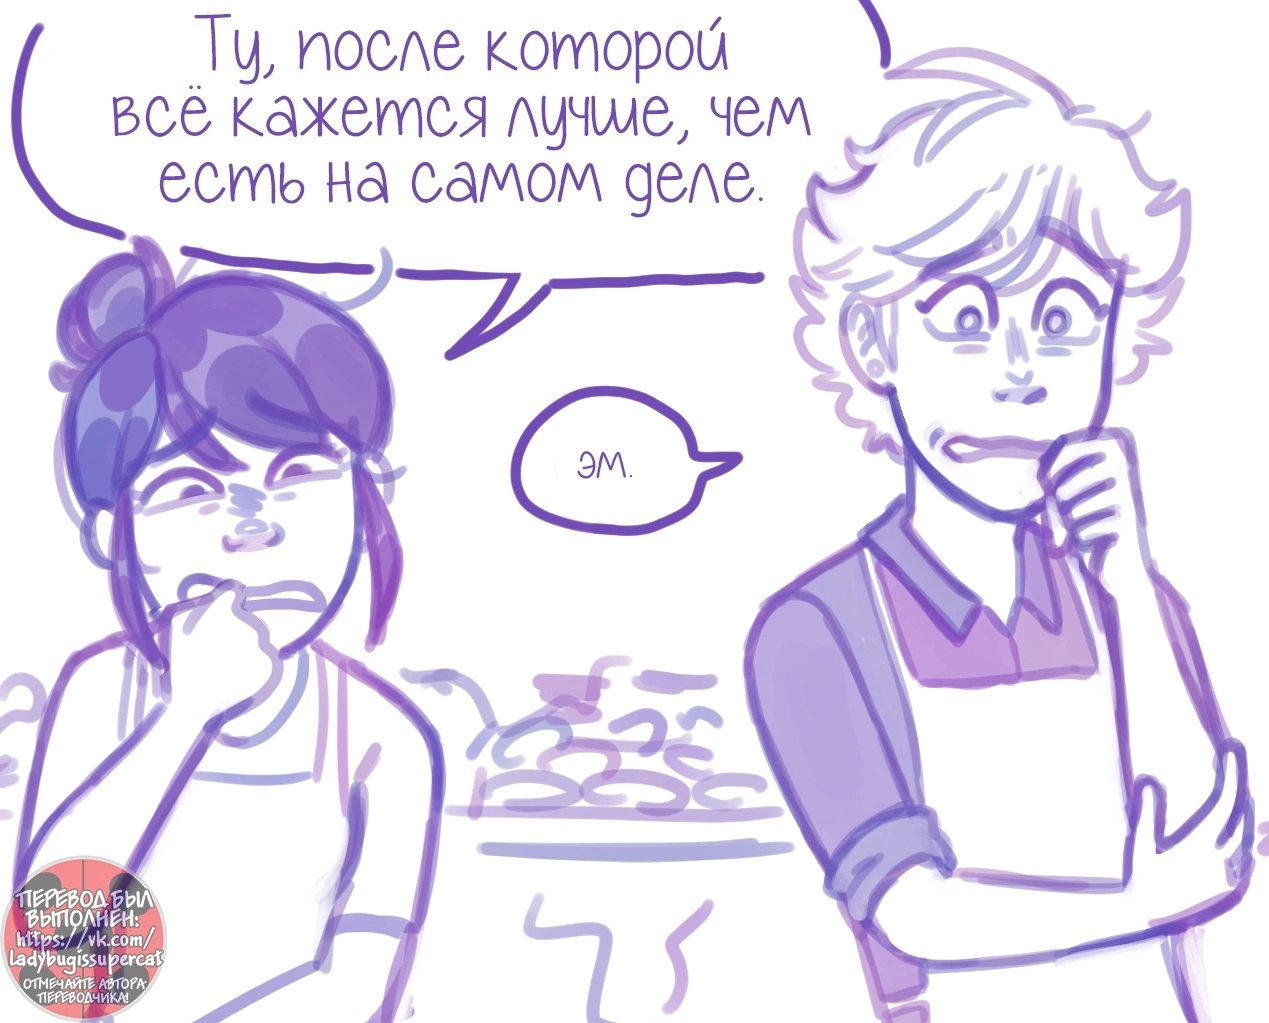 Ту, после которой
всё кажется лучше, чем
есть на самом деле.
эм.
ПЕРЕВОД БЫЛ
ВЫПОЛНЕН:
https://vk.com/
ladybugissupercat
ОТМЕЧАЙТЕ АВТОРА
ПЕРЕВОДЧИКА!